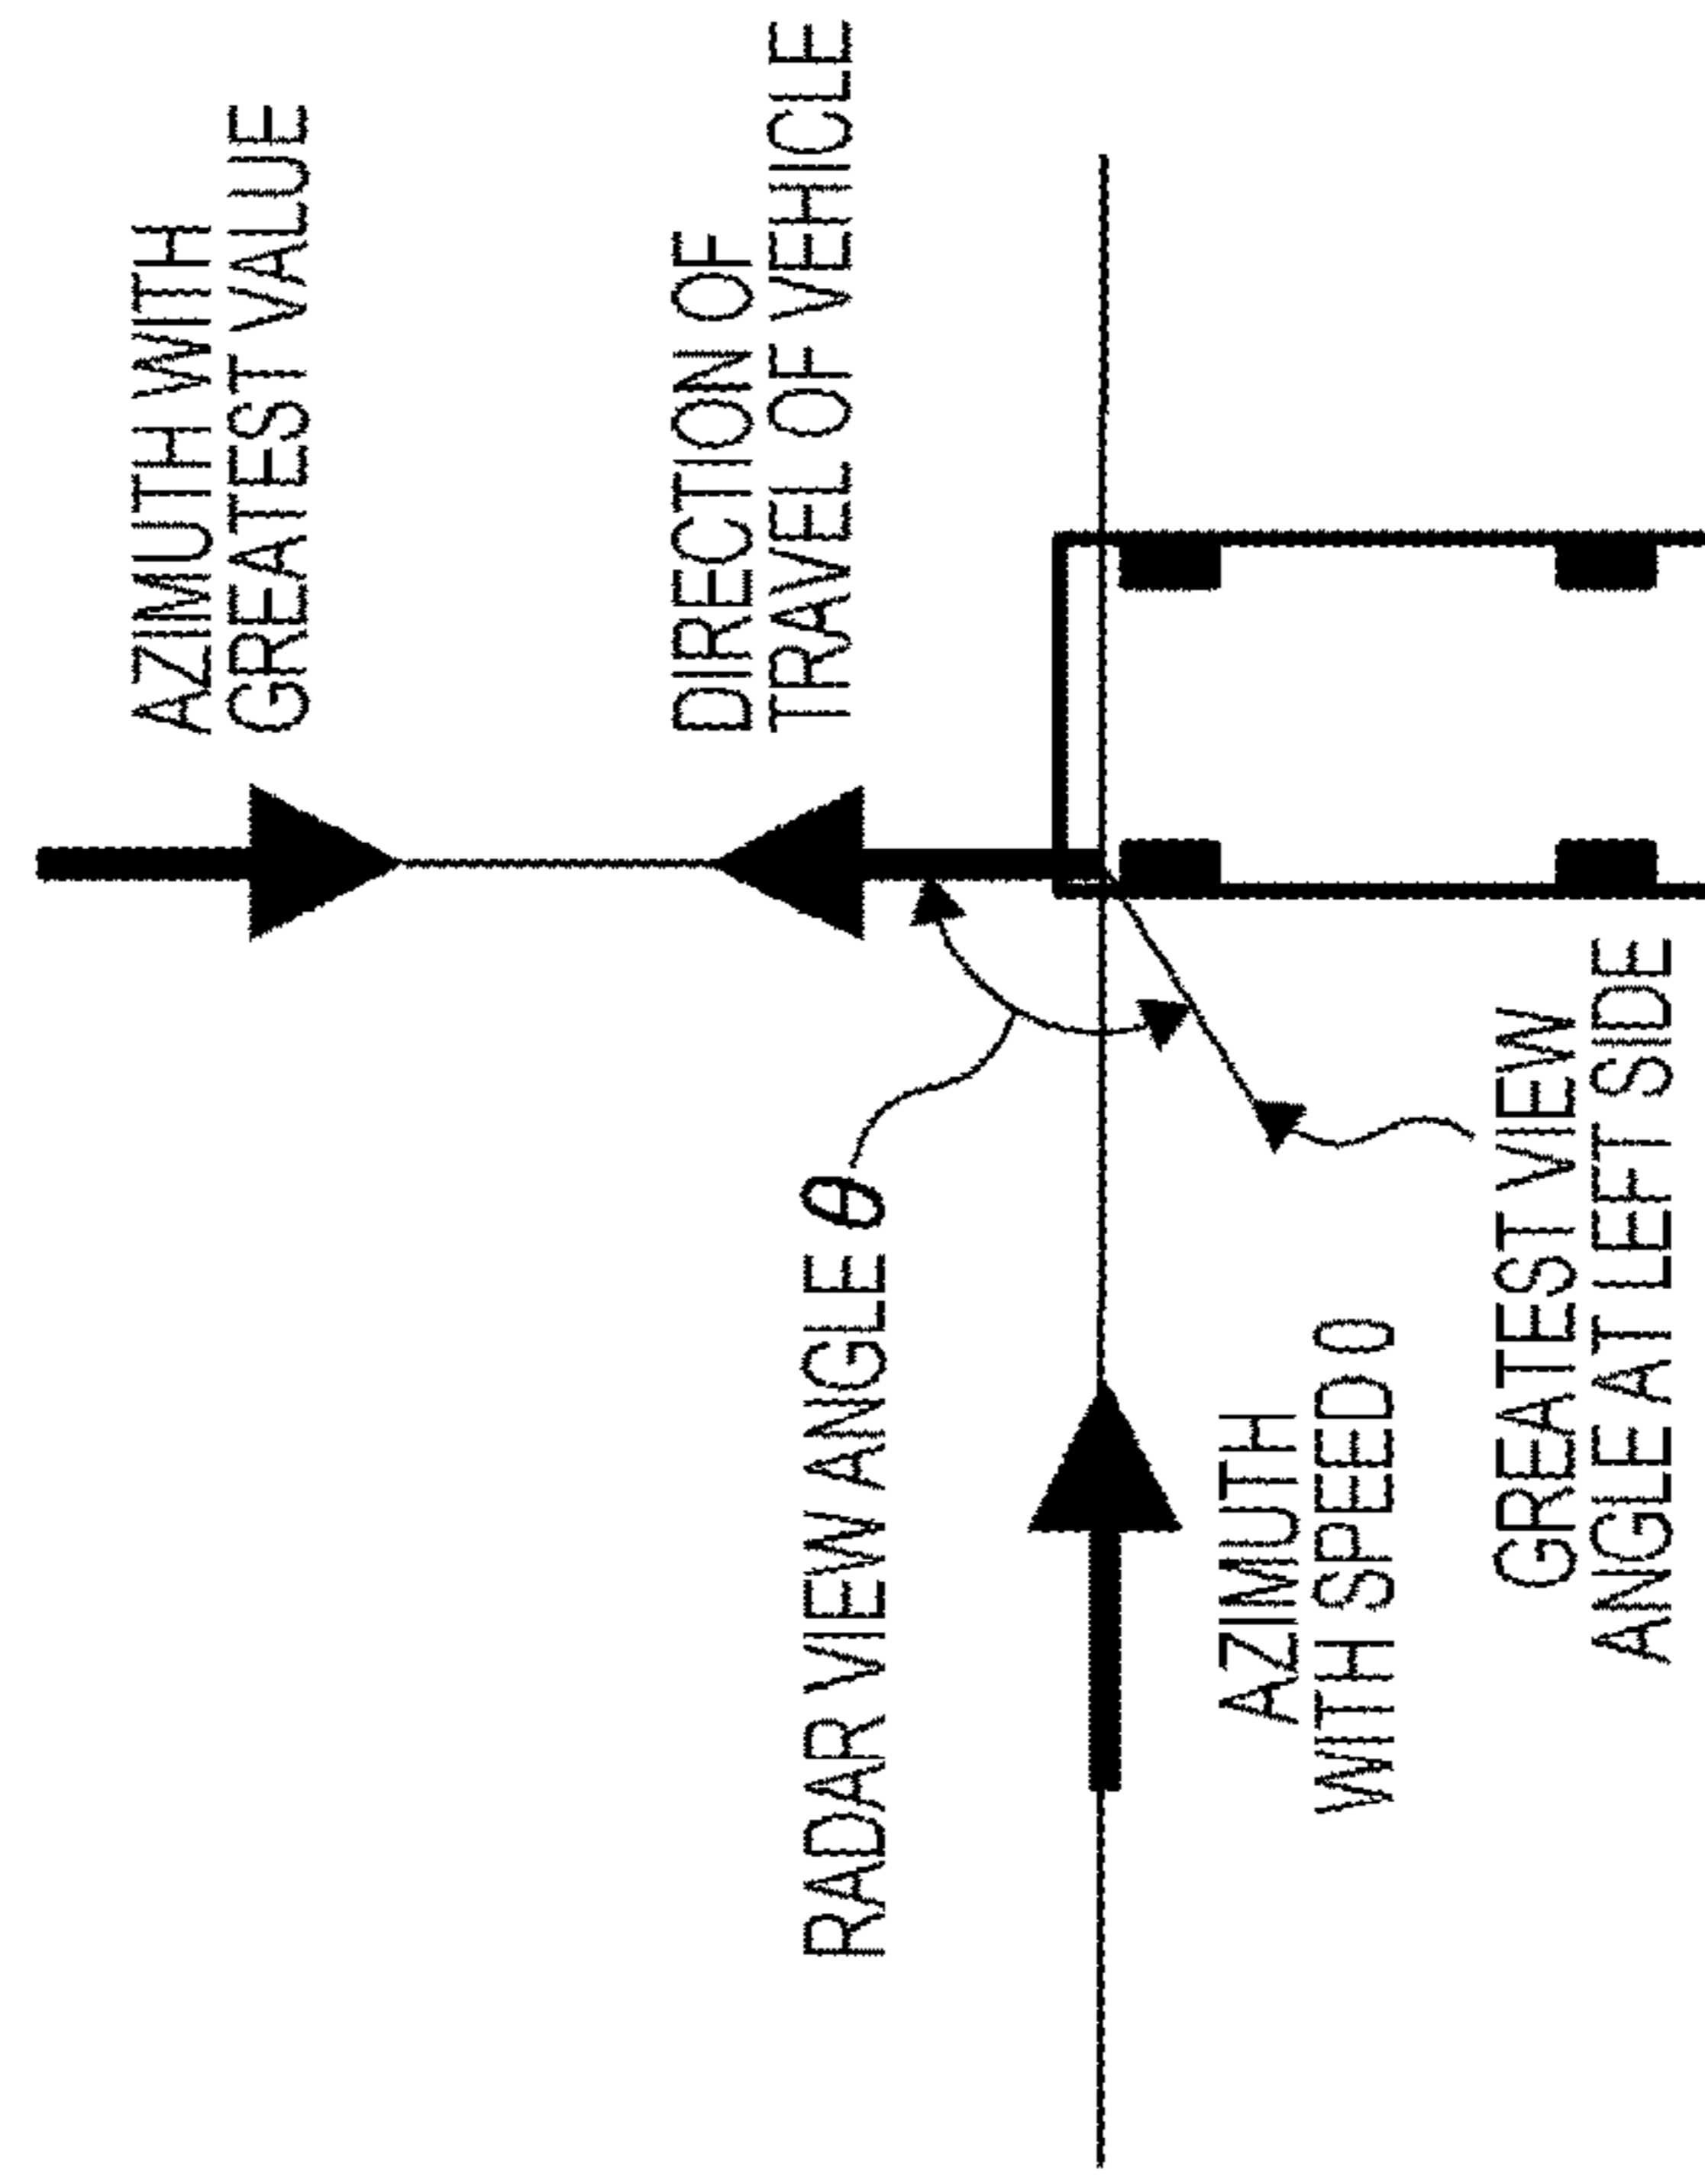 AZIMUTH WITH
GREATEST VALUE
DIRECTION OF
TRAVEL OF VEHICLE
RADAR VIEW ANGLE θ
AZIMUTH
WITH SPEED 0
GREATEST VIEW
ANGLE AT LEFT SIDE